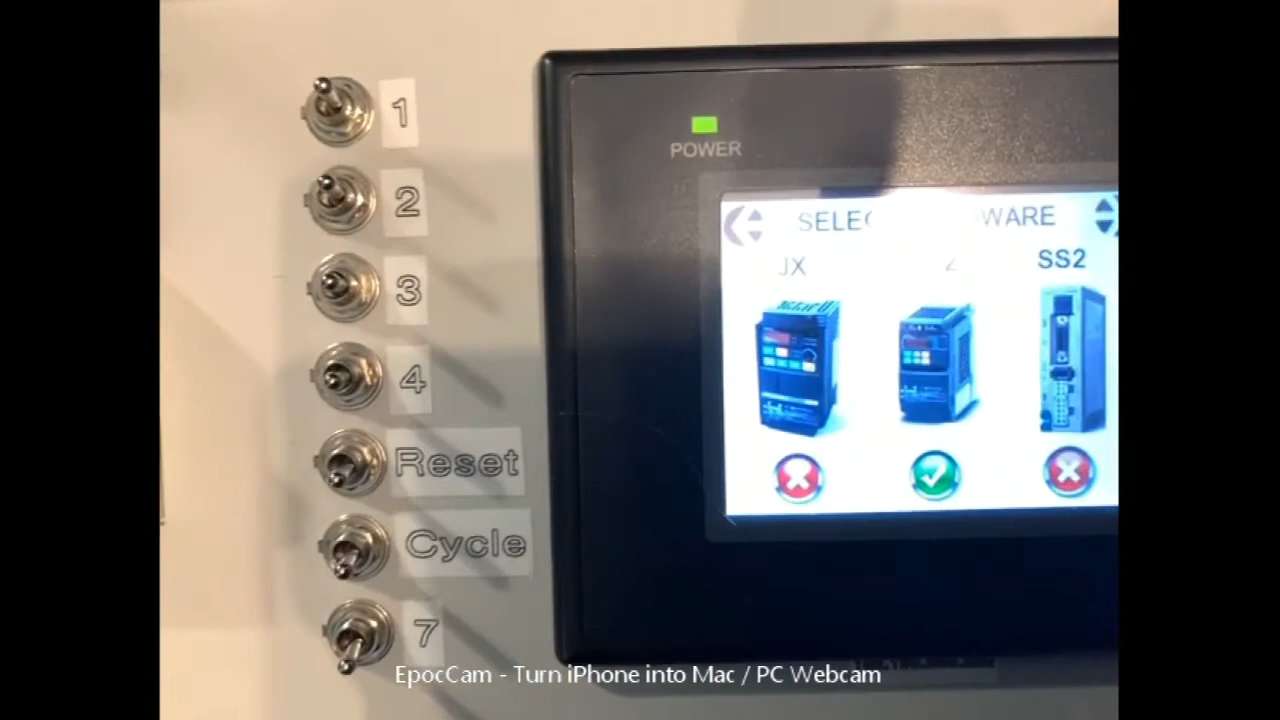 1
2
3
4
Reset
Cycle
7
POWER
JX
SS2
EpocCam - Turn iPhone into Mac / PC Webcam